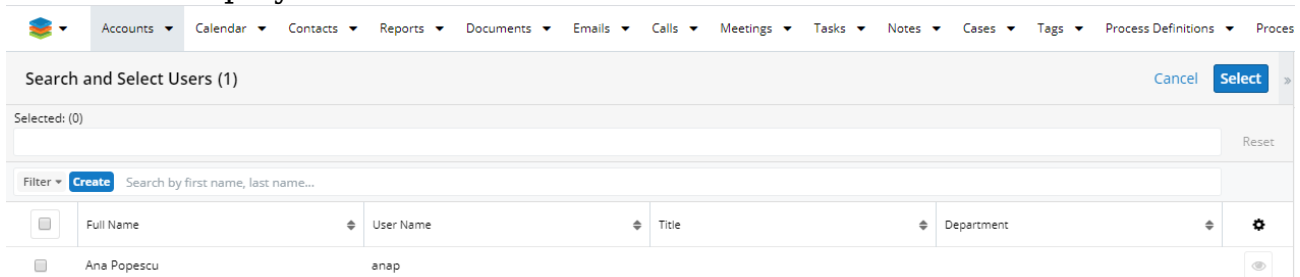 Accounts Calendar Contacts Reports Documents Emails Calls Meetings Tasks Notes Cases Tags Process Definitions Proces
Search and Select Users (1) Cancel Select »
Selected: (0)
Reset
Filter Create Search by first name, last name...
Full Name User Name Title Department
Ana Popescu anap